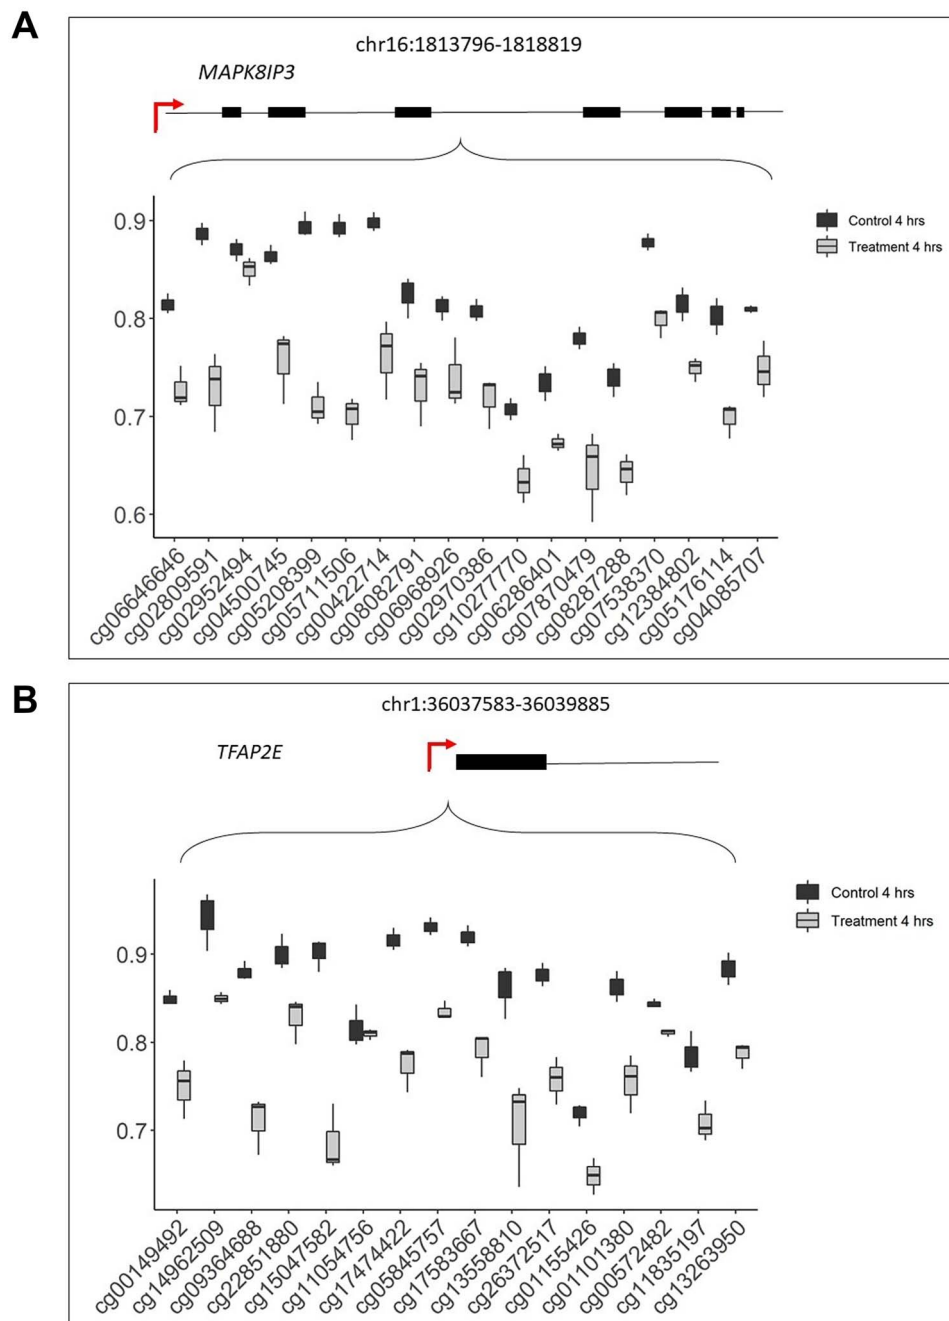 A
chr16:1813796-1818819
MAPK8IP3
0.9
0.8
0.7
0.6
Control 4 hrs
Treatment 4 hrs
cg06646646
cg02809591
cg02952494
cg04500745
cg05208399
cg05711506
cg00422714
cg08082791
cg06968926
cg02970386
cg10277770
cg06286401
cg07870479
cg08287288
cg07538370
cg12384802
cg05176114
cg04085707
B
chr1:36037583-36039885
TFAP2E
0.9
0.8
0.7
Control 4 hrs
Treatment 4 hrs
cg00149492
cg14962509
cg09364688
cg22851880
cg15047582
cg11054756
cg17474422
cg05845757
cg17583667
cg13558810
cg26372517
cg01155426
cg01101380
cg00572482
cg11835197
cg13263950